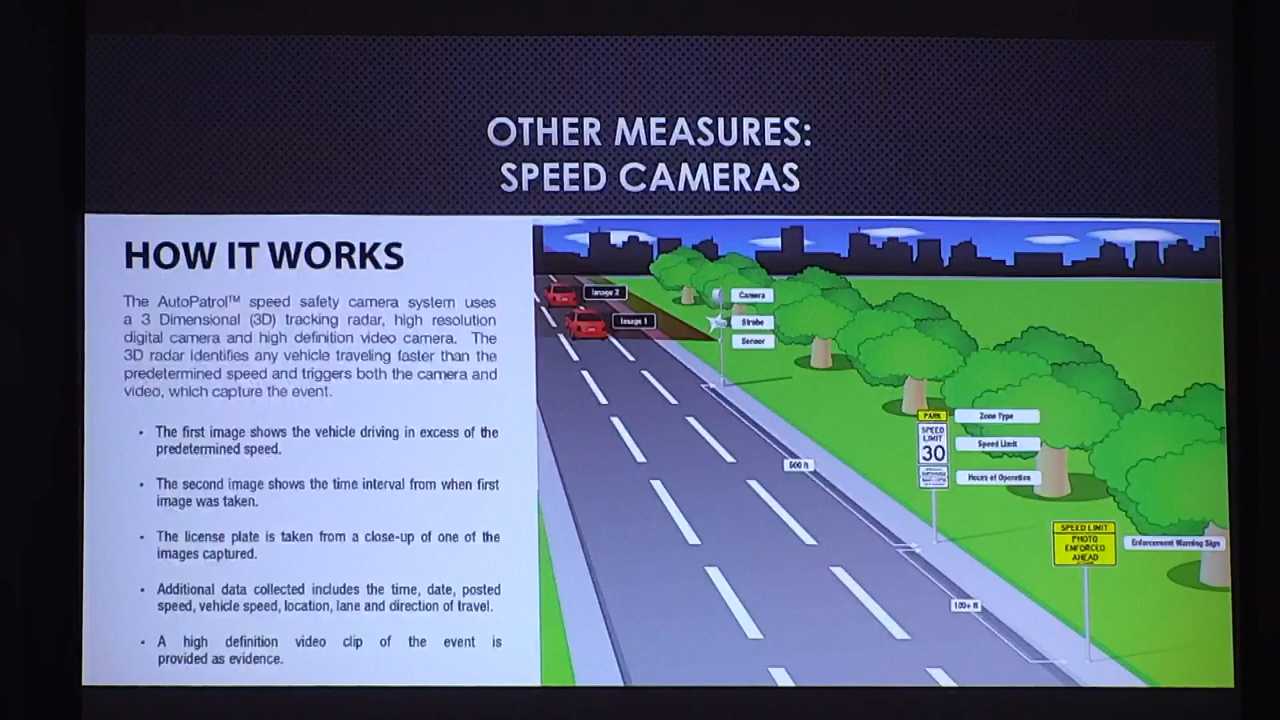 OTHER MEASURES:
SPEED CAMERAS
HOW IT WORKS
The AutoPatrol™ speed safety camera system uses
a 3 Dimensional (3D) tracking radar, high resolution
digital camera and high definition video camera. The
3D radar identifies any vehicle traveling faster than the
predetermined speed and triggers both the camera and
video, which capture the event.
• The first image shows the vehicle driving in excess of the
predetermined speed.
• The second image shows the time interval from when first
image was taken.
• The license plate is taken from a close-up of one of the
images captured.
• Additional data collected includes the time, date, posted
speed, vehicle speed, location, lane and direction of travel.
• A high definition video clip of the event is
provided as evidence.
Image 2
Image 1
Camera
Strobe
Sensor
PARK
Zone Type
SPEED
LIMIT
30
Speed Limit
Hours of Operation
500 ft
SPEED LIMIT
PHOTO
ENFORCED
AHEAD
Enforcement Warning Sign
100+ ft